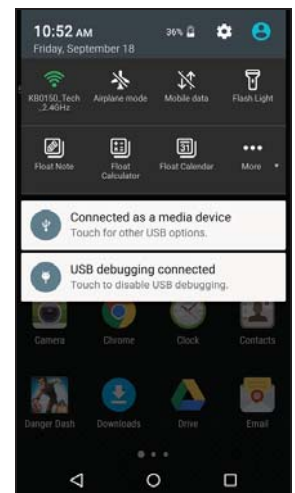 10:52 AM 36%
Friday, September 18
KB0150_Tech Airplane mode Mobile data Flash Light
_2.4GHz
Float Note Float Float Calendar More
Calculator
Connected as a media device
Touch for other USB options.
USB debugging connected
Touch to disable USB debugging.
Camera Chrome Clock Contacts
Danger Dash Downloads Drive Email